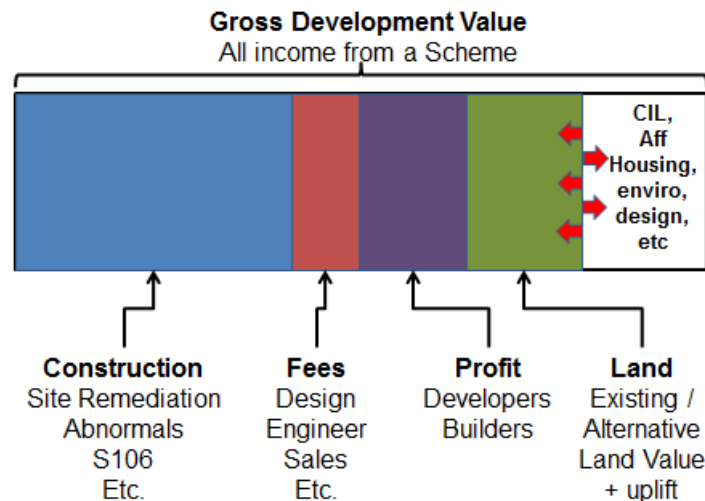 Gross Development Value
All income from a Scheme
CIL,
Aff
Housing,
enviro,
design,
etc
Construction
Site Remediation
Abnormals
S106
Etc.
Fees
Design
Engineer
Sales
Etc.
Profit
Developers
Builders
Land
Existing /
Alternative
Land Value
+ uplift